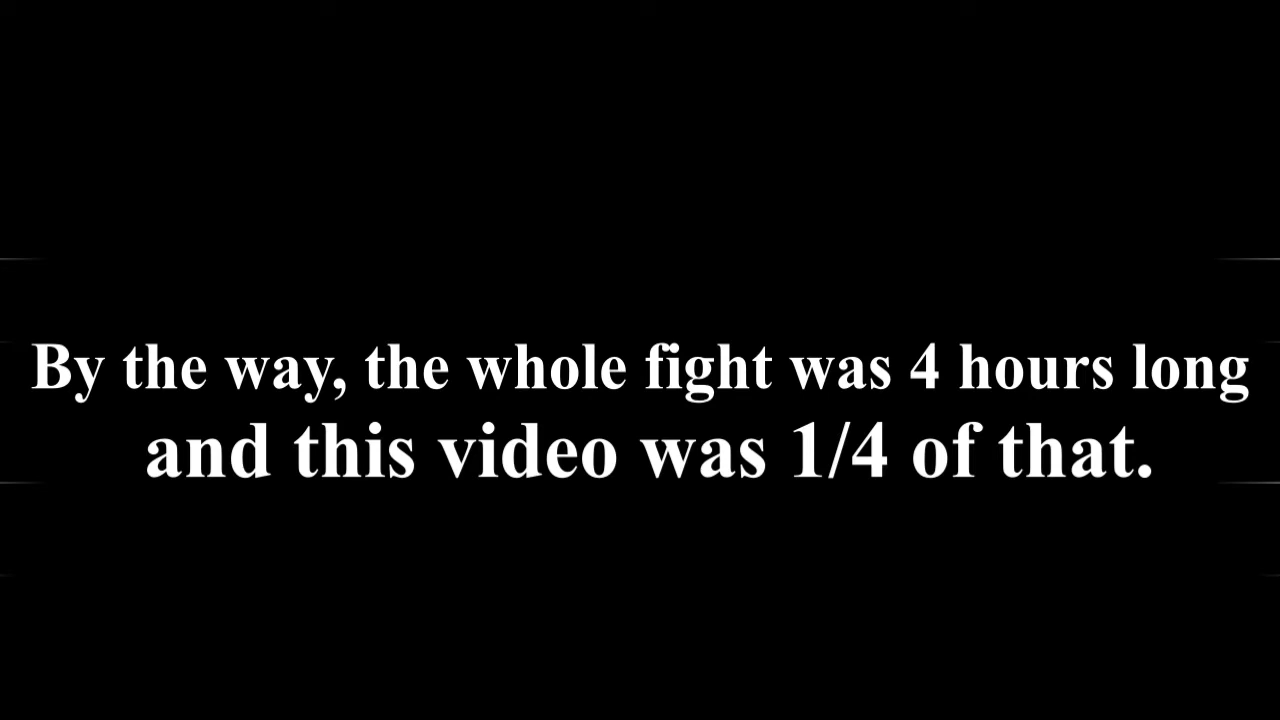 By the way, the whole fight was 4 hours long
and this video was 1/4 of that.